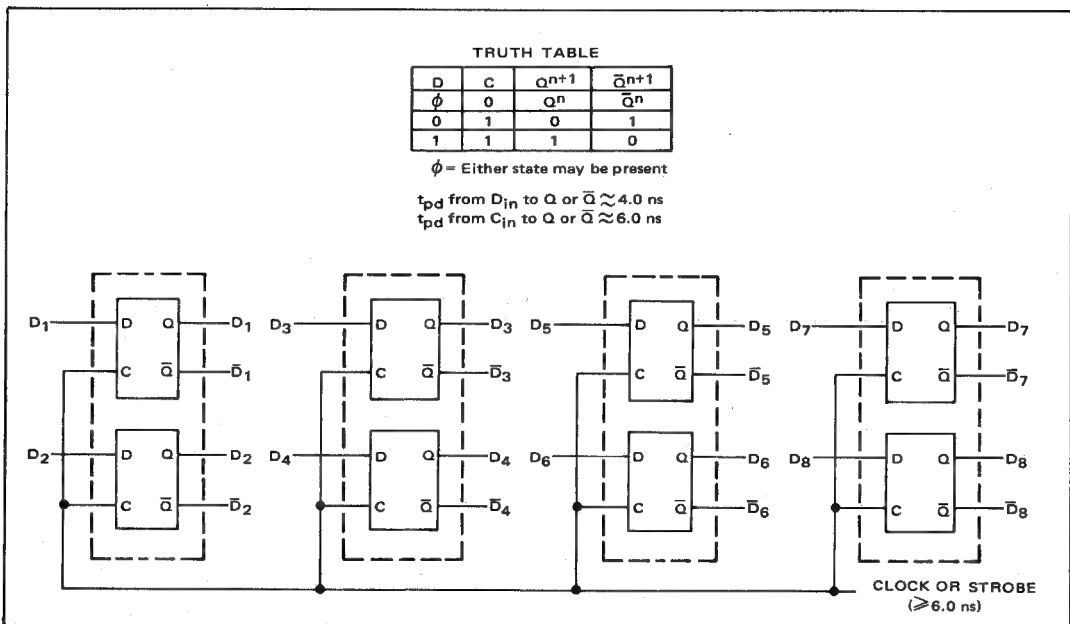 TRUTH TABLE
D C Qn+1 Q̄n+1
ϕ 0 Qn Q̄n
0 1 0 1
1 1 1 0
ϕ = Either state may be present
tpd from Din to Q or Q̄ ≈ 4.0 ns
tpd from Cin to Q or Q̄ ≈ 6.0 ns
D1 D Q D1 D3 D Q D3 D5 D Q D5 D7 D Q D7
C Q̄ D̄1 C Q̄ D̄3 C Q̄ D̄5 C Q̄ D̄7
D2 D Q D2 D4 D Q D4 D6 D Q D6 D8 D Q D8
C Q̄ D̄2 C Q̄ D̄4 C Q̄ D̄6 C Q̄ D̄8
CLOCK OR STROBE
(⩾6.0 ns)